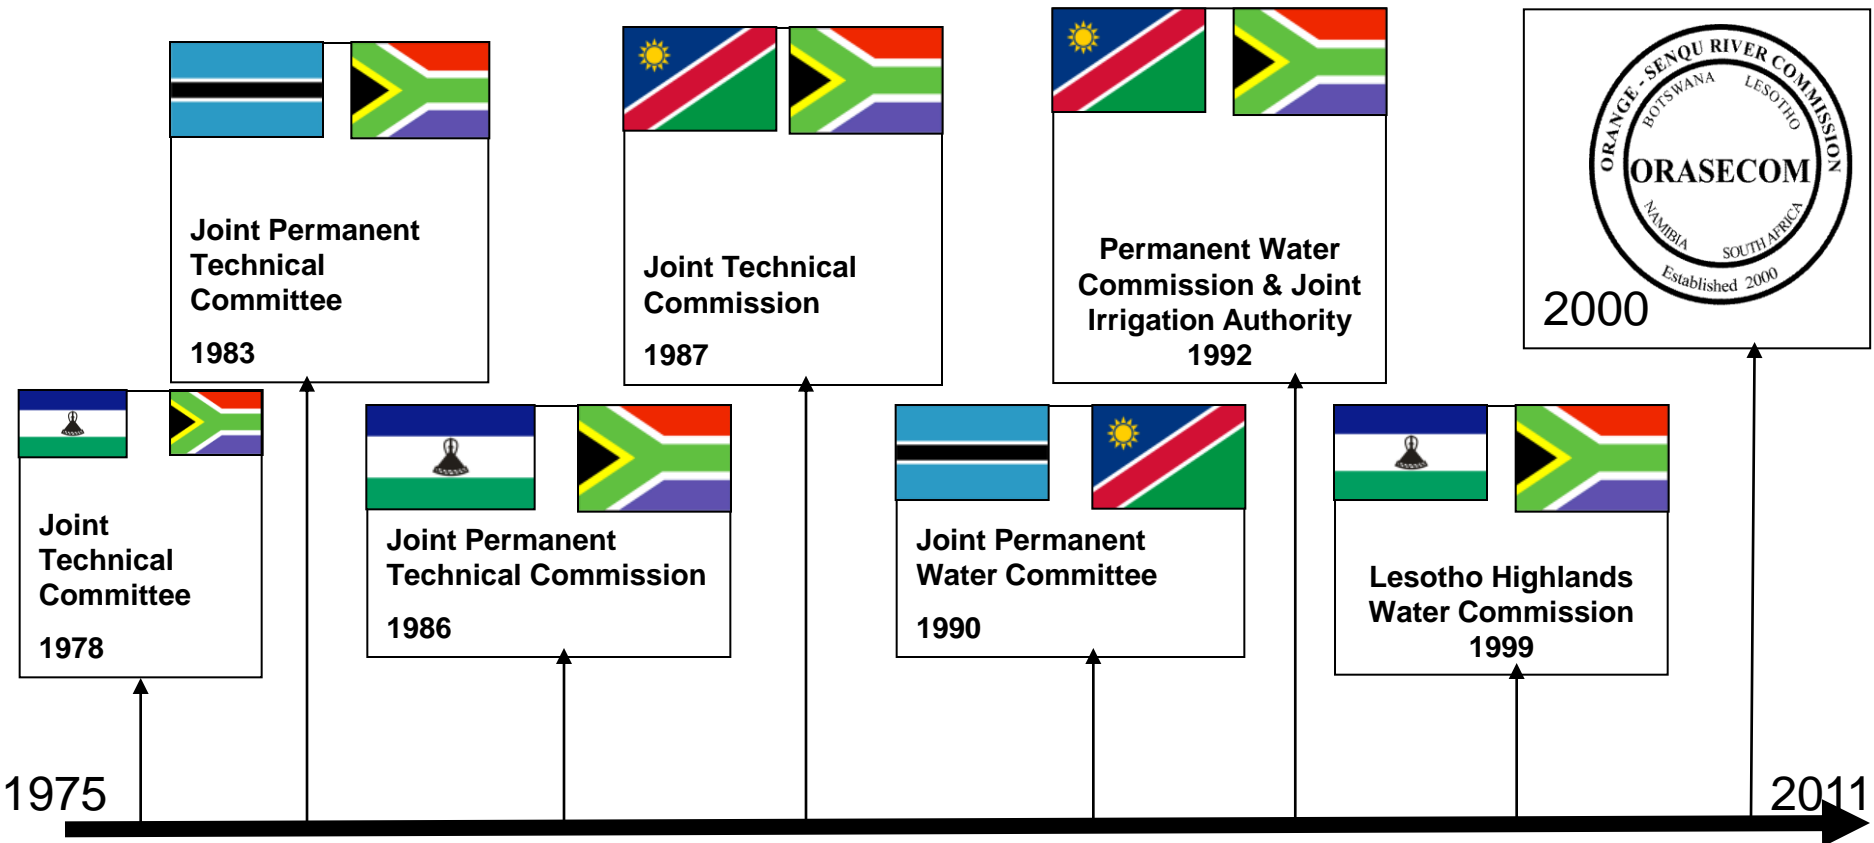 Joint Permanent
Technical
Committee
1983
Joint Technical
Commission
1987
Permanent Water
Commission & Joint
Irrigation Authority
1992
ORANGE - SENQU RIVER COMMISSION
BOTSWANA
LESOTHO
ORASECOM
NAMIBIA
SOUTH AFRICA
Established 2000
2000
Joint
Technical
Committee
1978
Joint Permanent
Technical Commission
1986
Joint Permanent
Water Committee
1990
Lesotho Highlands
Water Commission
1999
1975
2011